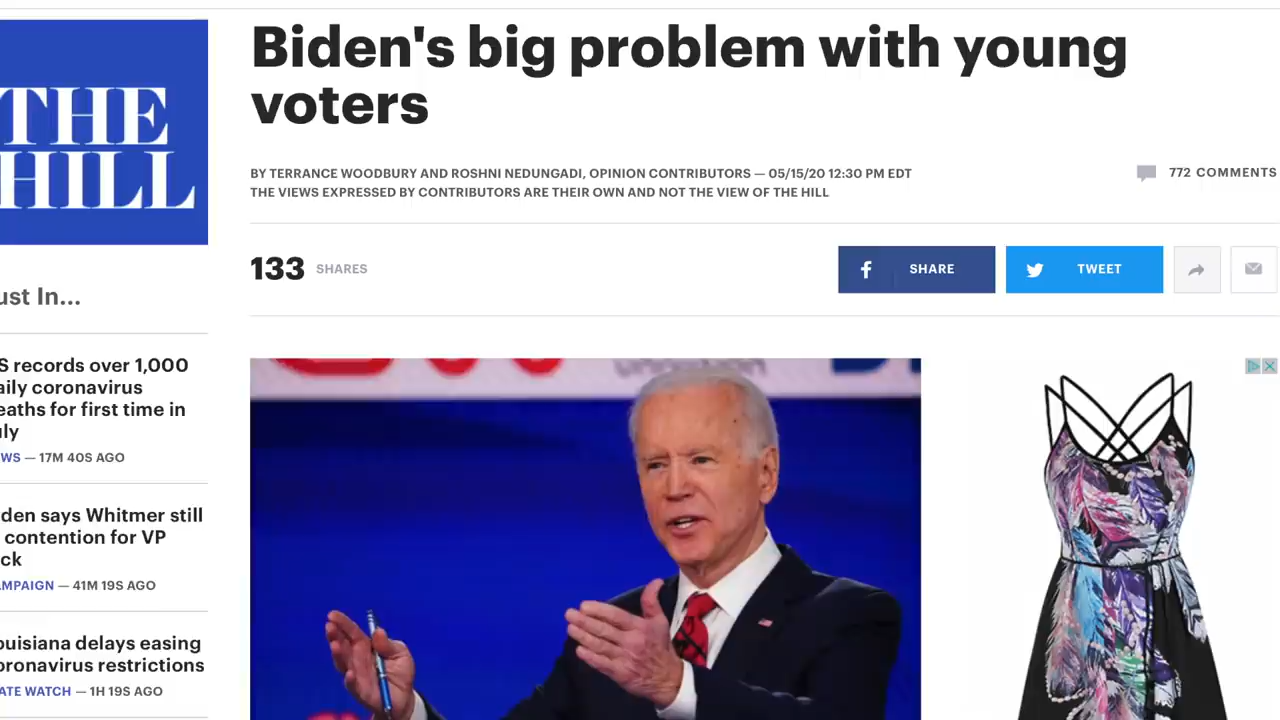 THE
HILL
Biden's big problem with young
voters
BY TERRANCE WOODBURY AND ROSHNI NEDUNGADI, OPINION CONTRIBUTORS — 05/15/20 12:30 PM EDT
THE VIEWS EXPRESSED BY CONTRIBUTORS ARE THEIR OWN AND NOT THE VIEW OF THE HILL
772 COMMENTS
133 SHARES
SHARE
TWEET
ust In...
S records over 1,000
aily coronavirus
eaths for first time in
uly
WS — 17M 40S AGO
den says Whitmer still
contention for VP
ck
AMPAIGN — 41M 19S AGO
ouisiana delays easing
oronavirus restrictions
ATE WATCH — 1H 19S AGO